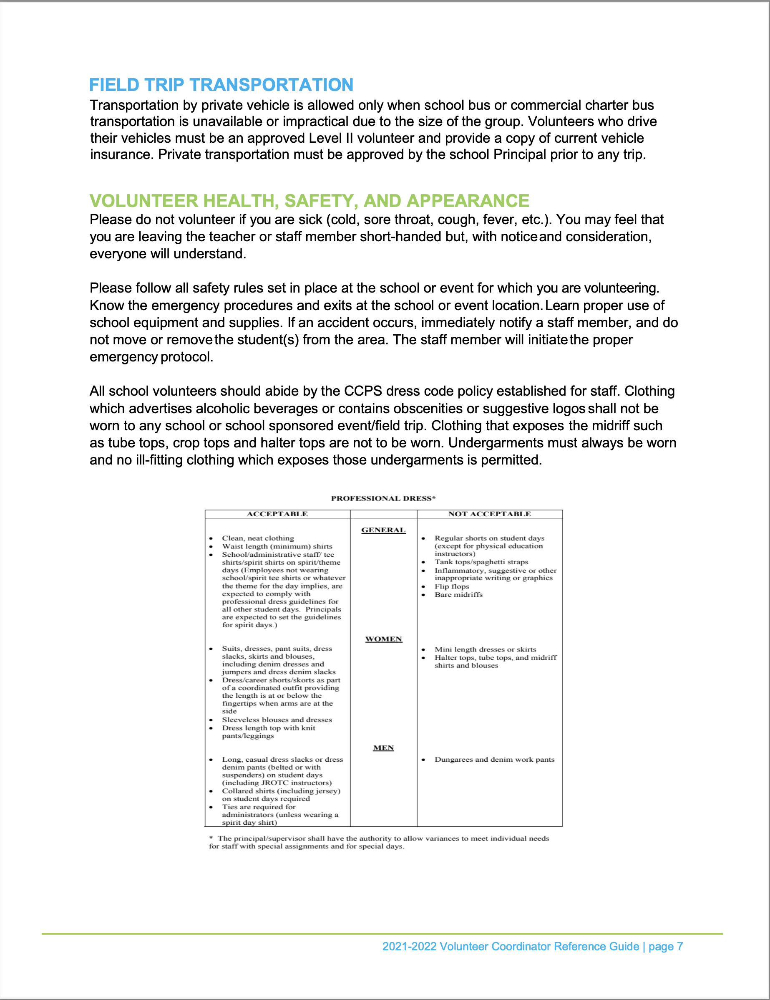 FIELD TRIP TRANSPORTATION
Transportation by private vehicle is allowed only when school bus or commercial charter bus
transportation is unavailable or impractical due to the size of the group. Volunteers who drive
their vehicles must be an approved Level II volunteer and provide a copy of current vehicle
insurance. Private transportation must be approved by the school Principal prior to any trip.
VOLUNTEER HEALTH, SAFETY, AND APPEARANCE
Please do not volunteer if you are sick (cold, sore throat, cough, fever, etc.). You may feel that
you are leaving the teacher or staff member short-handed but, with notice and consideration,
everyone will understand.
Please follow all safety rules set in place at the school or event for which you are volunteering.
Know the emergency procedures and exits at the school or event location. Learn proper use of
school equipment and supplies. If an accident occurs, immediately notify a staff member, and do
not move or remove the student(s) from the area. The staff member will initiate the proper
emergency protocol.
All school volunteers should abide by the CCPS dress code policy established for staff. Clothing
which advertises alcoholic beverages or contains obscenities or suggestive logos shall not be
worn to any school or school sponsored event/field trip. Clothing that exposes the midriff such
as tube tops, crop tops and halter tops are not to be worn. Undergarments must always be worn
and no ill-fitting clothing which exposes those undergarments is permitted.
PROFESSIONAL DRESS*
ACCEPTABLE
NOT ACCEPTABLE
GENERAL
• Clean, neat clothing
• Waist length (minimum) shirts
• School/administrative staff/ tee
shirts/spirit shirts on spirit/theme
days (Employees not wearing
school/spirit tee shirts or whatever
the theme for the day implies, are
expected to comply with
professional dress guidelines for
all other student days. Principals
are expected to set the guidelines
for spirit days.)
• Regular shorts on student days
(except for physical education
instructors)
• Tank tops/spaghetti straps
• Inflammatory, suggestive or other
inappropriate writing or graphics
• Flip flops
• Bare midriffs
WOMEN
• Suits, dresses, pant suits, dress
slacks, skirts and blouses,
including denim dresses and
jumpers and dress denim slacks
• Dress/career shorts/skorts as part
of a coordinated outfit providing
the length is at or below the
fingertips when arms are at the
side
• Sleeveless blouses and dresses
• Dress length top with knit
pants/leggings
• Mini length dresses or skirts
• Halter tops, tube tops, and midriff
shirts and blouses
MEN
• Long, casual dress slacks or dress
denim pants (belted or with
suspenders) on student days
(including JROTC instructors)
• Collared shirts (including jersey)
on student days required
• Ties are required for
administrators (unless wearing a
spirit day shirt)
• Dungarees and denim work pants
* The principal/supervisor shall have the authority to allow variances to meet individual needs
for staff with special assignments and for special days.
2021-2022 Volunteer Coordinator Reference Guide | page 7